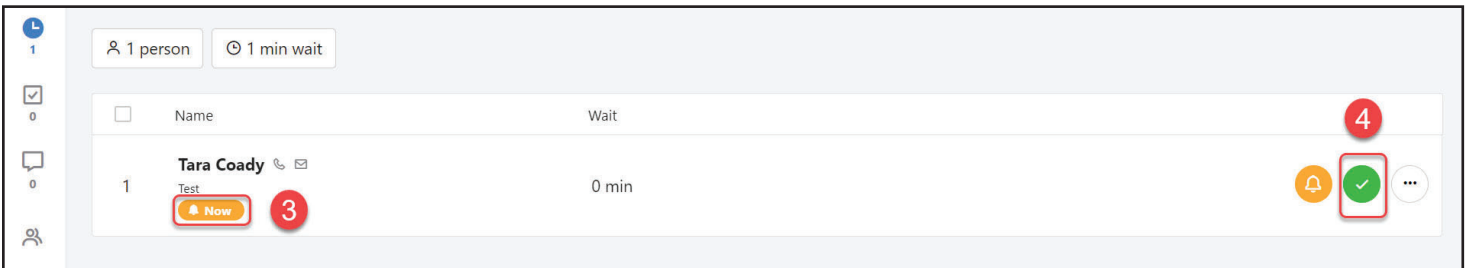 1
0
0
1 person
1 min wait
Name
Wait
4
1
Tara Coady
Test
Now
3
0 min